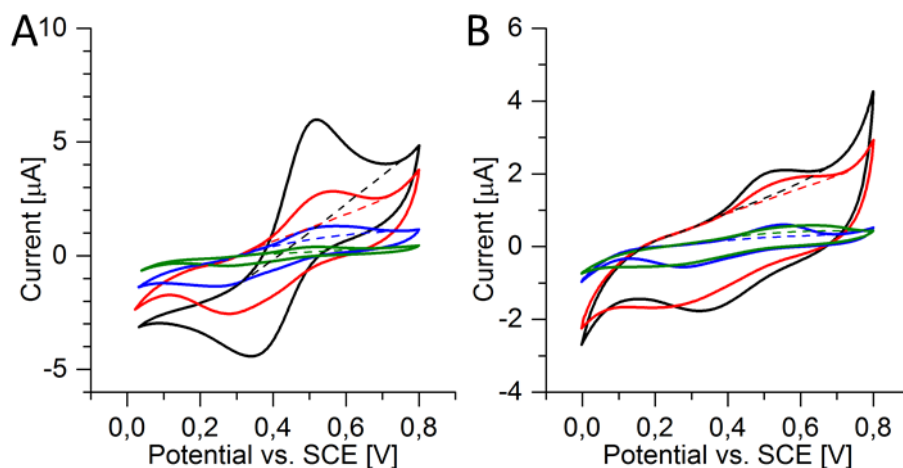 A
10
5
0
-5
Current [µA]
0,0 0,2 0,4 0,6 0,8
Potential vs. SCE [V]
B
6
4
2
0
-2
-4
Current [µA]
0,0 0,2 0,4 0,6 0,8
Potential vs. SCE [V]